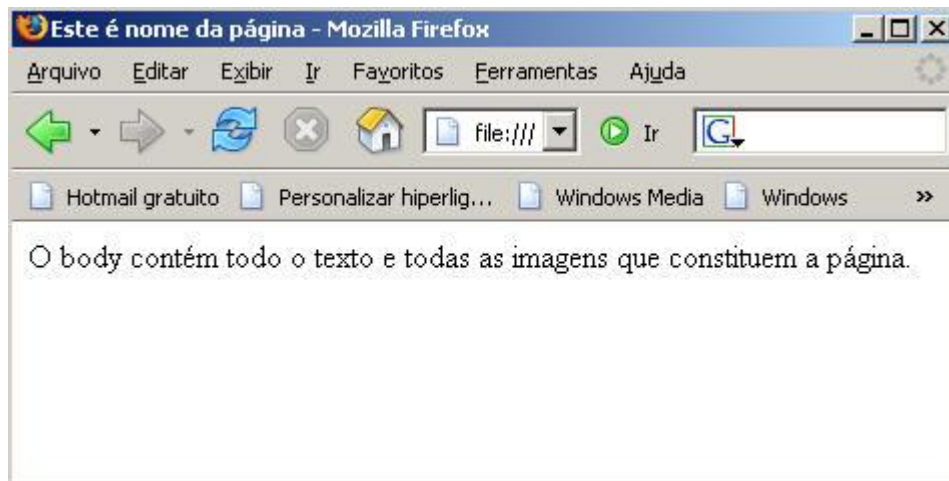 Este é nome da página - Mozilla Firefox
Arquivo Editar Exibir Ir Favoritos Ferramentas Ajuda
file:/// Ir G
Hotmail gratuito Personalizar hiperlig... Windows Media Windows »
O body contém todo o texto e todas as imagens que constituem a página.